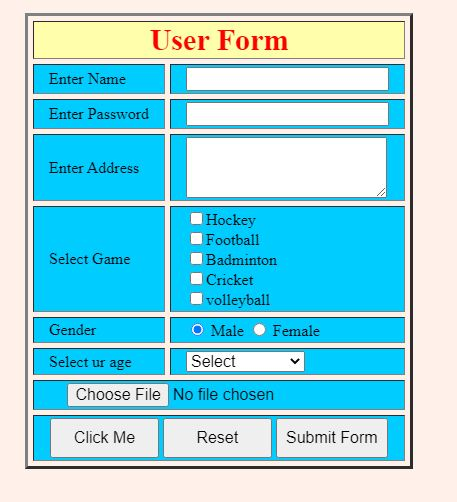 User Form
Enter Name
Enter Password
Enter Address
Select Game
Hockey
Football
Badminton
Cricket
volleyball
Gender Male Female
Select ur age Select
Choose File No file chosen
Click Me Reset Submit Form